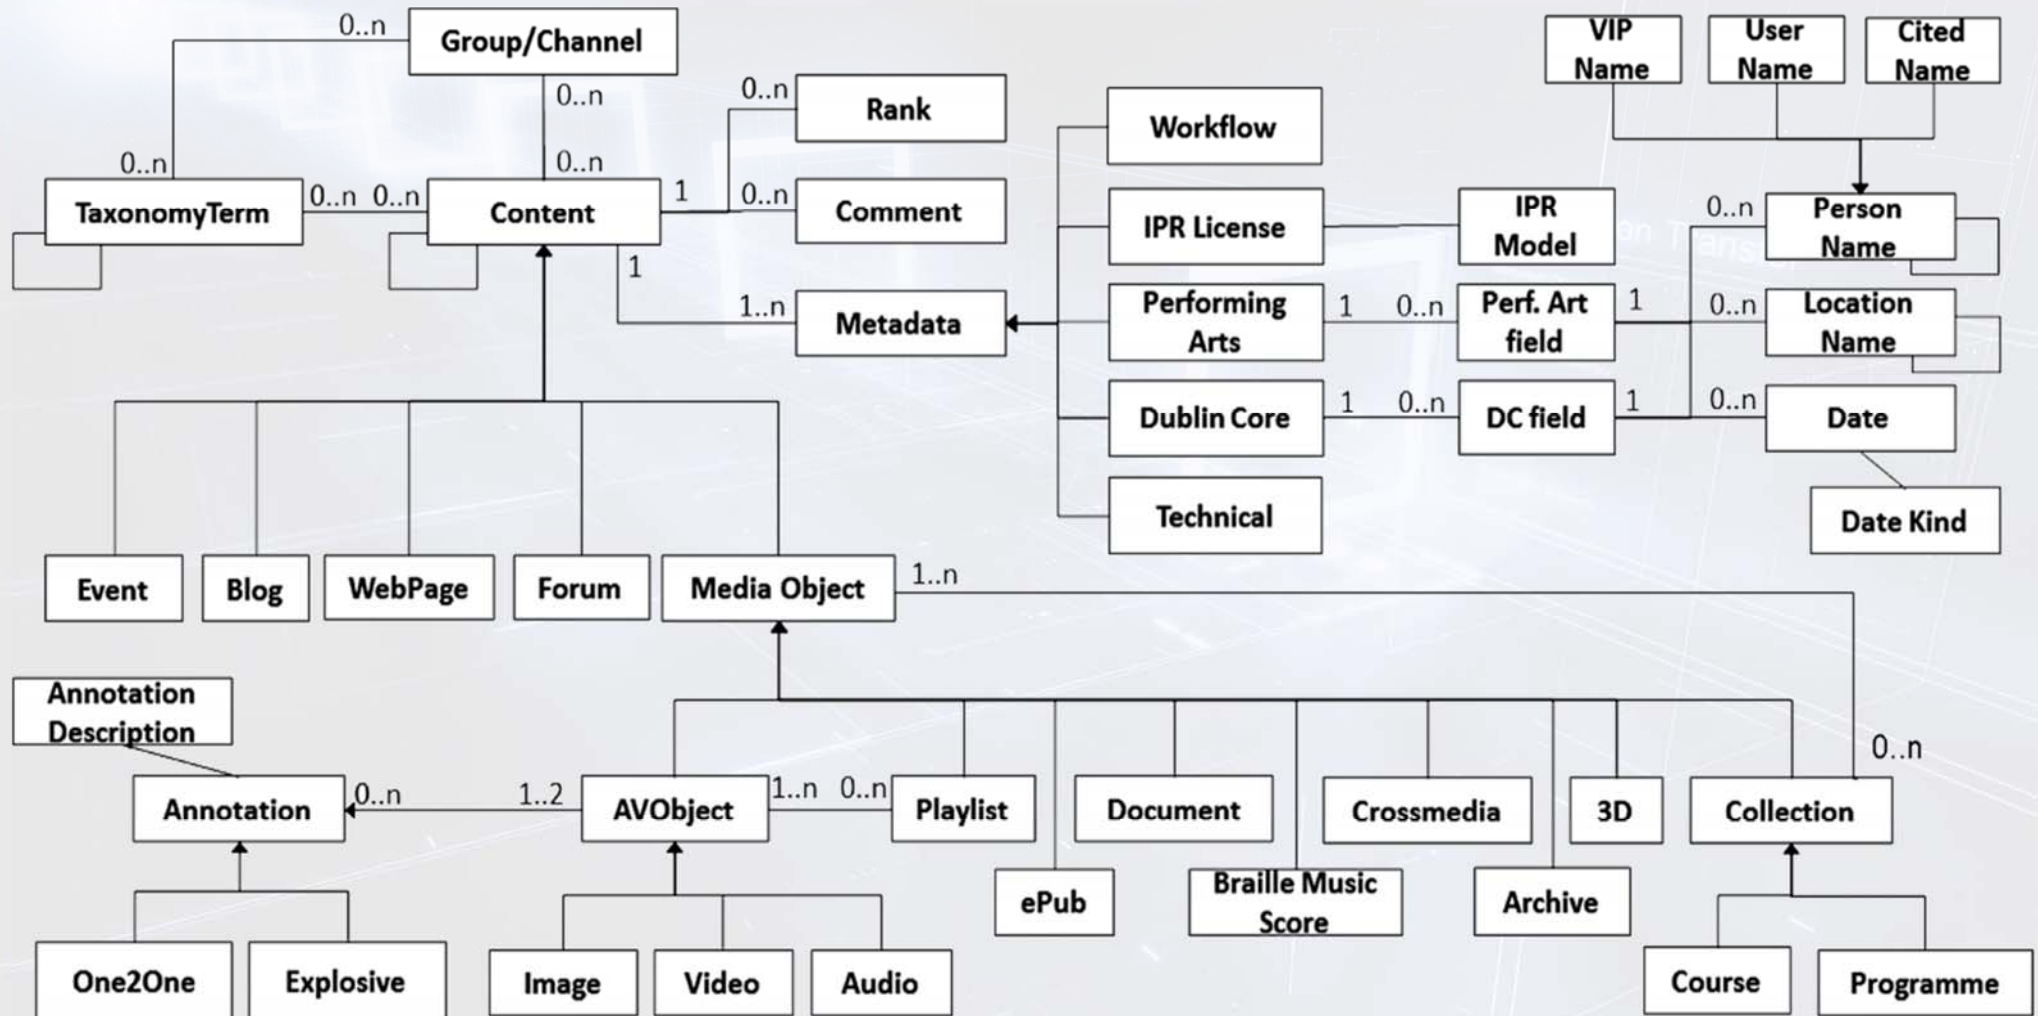 0..n
Group/Channel
VIP
Name
User
Name
Cited
Name
0..n
0..n
Rank
Workflow
0..n
0..n
TaxonomyTerm
0..n
0..n
Content
1
0..n
Comment
IPR License
IPR
Model
0..n
Person
Name
on Trans
1
1..n
Metadata
Performing
Arts
1
0..n
Perf. Art
field
1
0..n
Location
Name
Dublin Core
1
0..n
DC field
1
0..n
Date
Technical
Date Kind
Event
Blog
WebPage
Forum
Media Object
1..n
Annotation
Description
0..n
Annotation
0..n
1..2
AVObject
1..n
0..n
Playlist
Document
Crossmedia
3D
Collection
ePub
Braille Music
Score
Archive
One2One
Explosive
Image
Video
Audio
Course
Programme